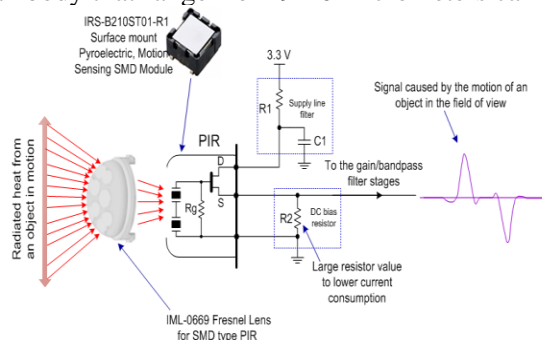 IRS-B210ST01-R1
Surface mount
Pyroelectric, Motion
Sensing SMD Module
3.3 V
R1
Supply line
filter
C1
Signal caused by the motion of an
object in the field of view
PIR
D
S
Rg
To the gain/bandpass
filter stages
R2
DC bias
resistor
Large resistor value
to lower current
consumption
Radiated heat from
an object in motion
IML-0669 Fresnel Lens
for SMD type PIR